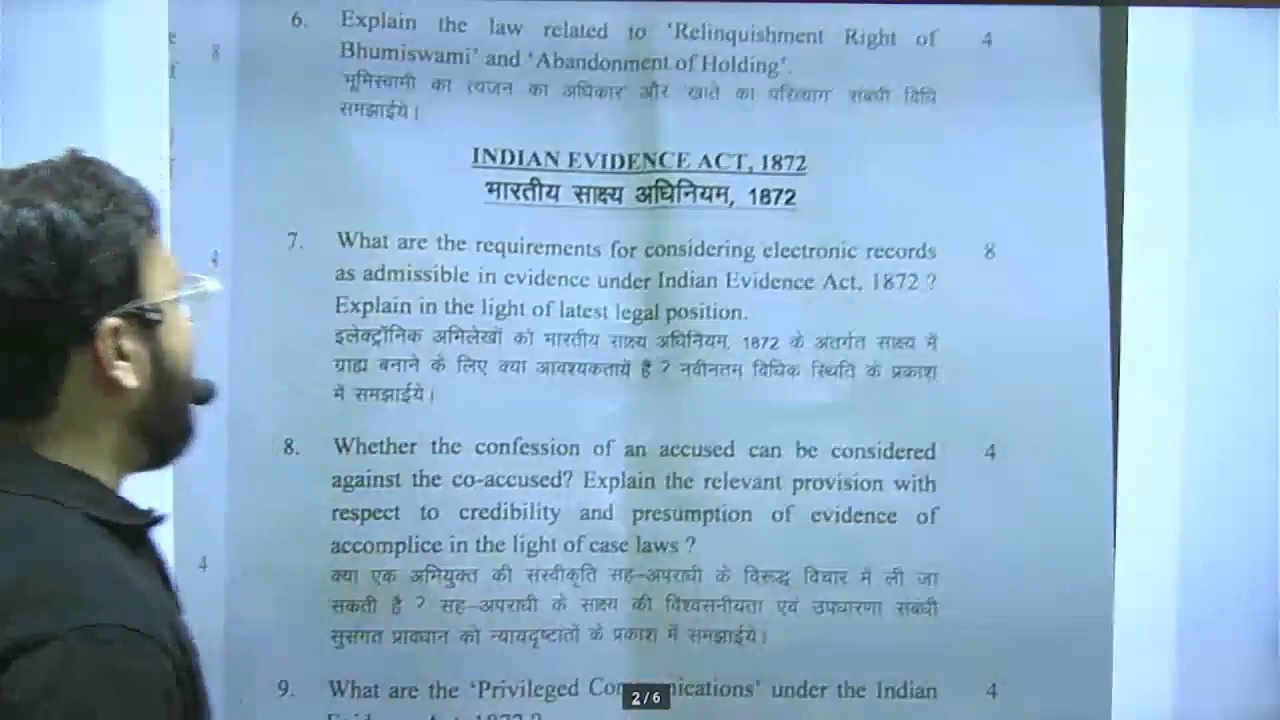 6. Explain the law related to ‘Relinquishment Right of 4
Bhumiswami’ and ‘Abandonment of Holding’.
भूमिस्वामी का त्यजन का अधिकार और खाते का परित्याग संबंधी विधि
समझाईये।
8
INDIAN EVIDENCE ACT, 1872
भारतीय साक्ष्य अधिनियम, 1872
7. What are the requirements for considering electronic records 8
as admissible in evidence under Indian Evidence Act, 1872 ?
Explain in the light of latest legal position.
इलेक्ट्रॉनिक अभिलेखों को भारतीय साक्ष्य अधिनियम, 1872 के अंतर्गत साक्ष्य में
ग्राह्य बनाने के लिए क्या आवश्यकतायें है ? नवीनतम विधिक स्थिति के प्रकाश
में समझाईये।
4
8. Whether the confession of an accused can be considered 4
against the co-accused? Explain the relevant provision with
respect to credibility and presumption of evidence of
accomplice in the light of case laws ?
क्या एक अभियुक्त की संस्वीकृति सह-अपराधी के विरूद्ध विचार में ली जा
सकती है ? सह-अपराधी के साक्ष्य की विश्वसनीयता एवं उपधारणा संबंधी
सुसंगत प्रावधान को न्यायदृष्टांतों के प्रकाश में समझाईये।
4
9. What are the ‘Privileged under the Indian 4
2/6